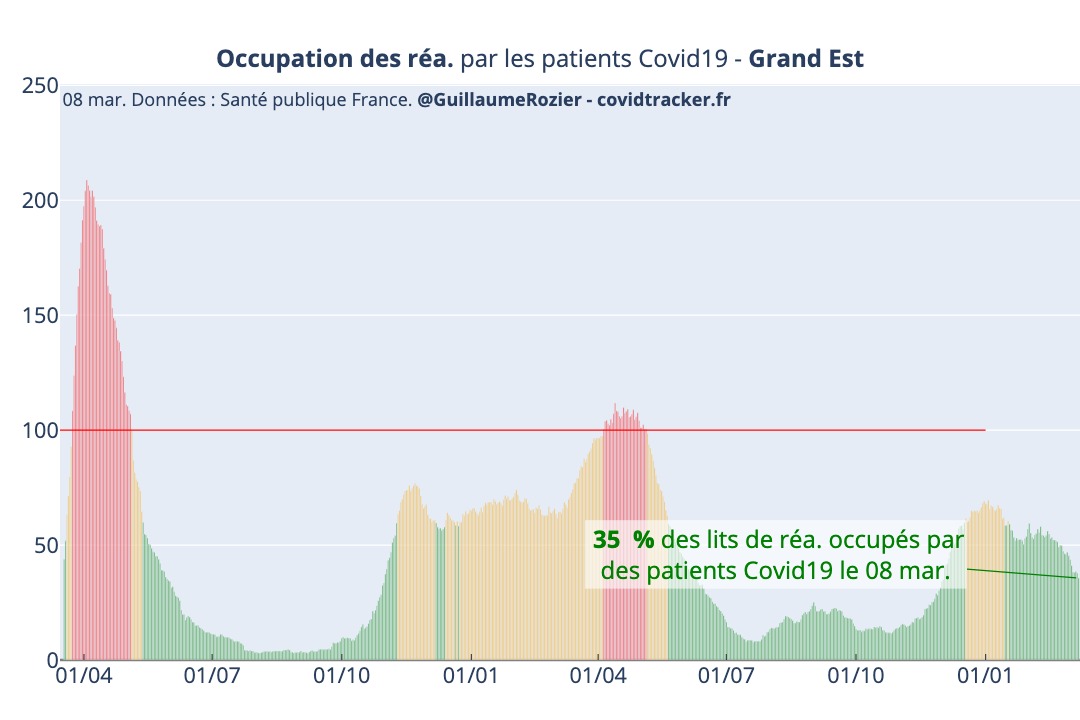 Occupation des réa. par les patients Covid19 - Grand Est
250
08 mar. Données : Santé publique France. @GuillaumeRozier - covidtracker.fr
200
150
100
50
35 % des lits de réa. occupés par
des patients Covid19 le 08 mar.
0
01/04 01/07 01/10 01/01 01/04 01/07 01/10 01/01